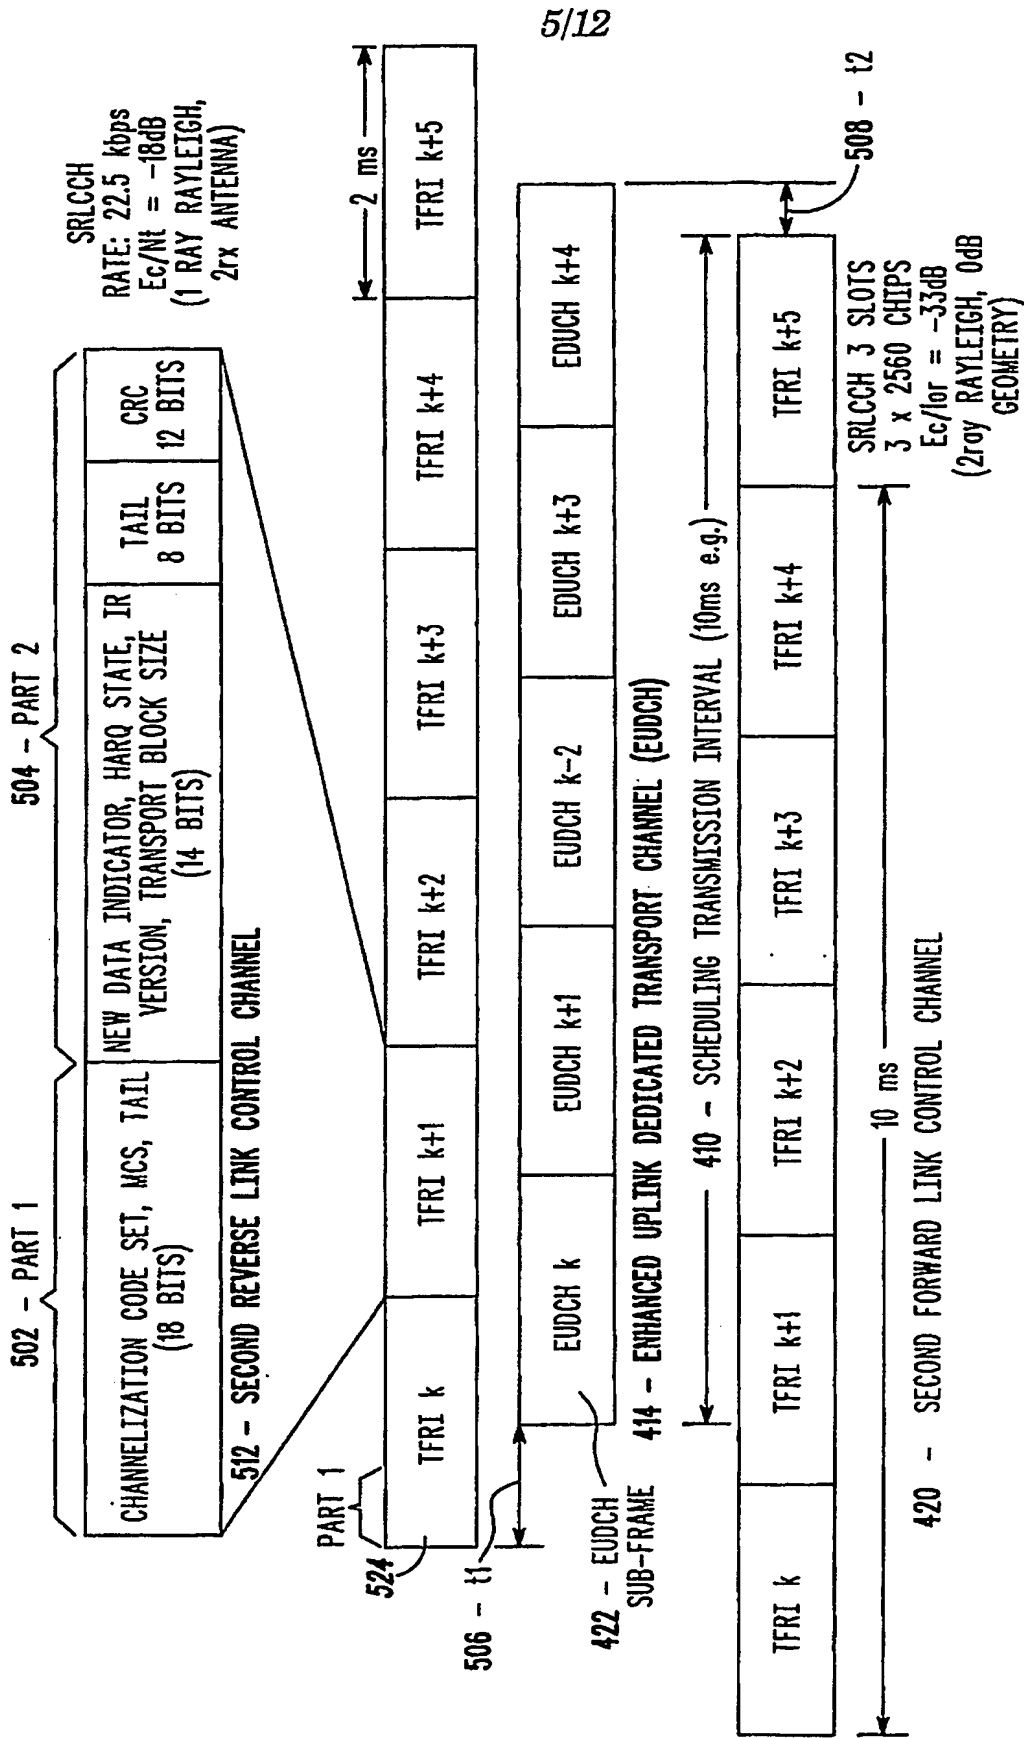 5/12
502 - PART 1
504 - PART 2
CHANNELIZATION CODE SET, MCS, TAIL
(18 BITS)
NEW DATA INDICATOR, HARQ STATE, IR
VERSION, TRANSPORT BLOCK SIZE
(14 BITS)
TAIL
8 BITS
CRC
12 BITS
SRLCCH
RATE: 22.5 kbps
Ec/Nt = -18dB
(1 RAY RAYLEIGH,
2rx ANTENNA)
512 - SECOND REVERSE LINK CONTROL CHANNEL
PART 1
2 ms
524
TFRI k
TFRI k+1
TFRI k+2
TFRI k+3
TFRI k+4
TFRI k+5
506 - t1
EUDCH k
EUDCH k+1
EUDCH k-2
EDUCH k+3
EDUCH k+4
422 - EUDCH
SUB-FRAME
414 - ENHANCED UPLINK DEDICATED TRANSPORT CHANNEL (EUDCH)
410 - SCHEDULING TRANSMISSION INTERVAL (10ms e.g.)
508 - t2
TFRI k
TFRI k+1
TFRI k+2
TFRI k+3
TFRI k+4
TFRI k+5
10 ms
SRLCCH 3 SLOTS
3 x 2560 CHIPS
Ec/Ior = -33dB
(2ray RAYLEIGH, 0dB
GEOMETRY)
420 - SECOND FORWARD LINK CONTROL CHANNEL